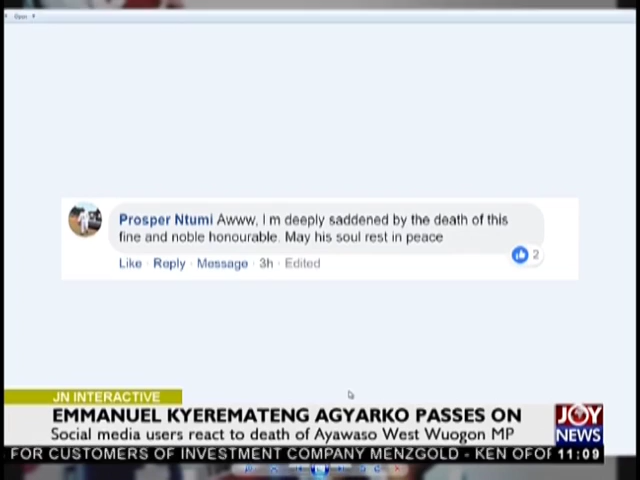 Open
Prosper Ntumi Awww, I m deeply saddened by the death of this
fine and noble honourable. May his soul rest in peace
2
Like · Reply · Message · 3h · Edited
JN INTERACTIVE
EMMANUEL KYEREMATENG AGYARKO PASSES ON
Social media users react to death of Ayawaso West Wuogon MP
JOY
NEWS
FOR CUSTOMERS OF INVESTMENT COMPANY MENZGOLD - KEN OFOR
11:09